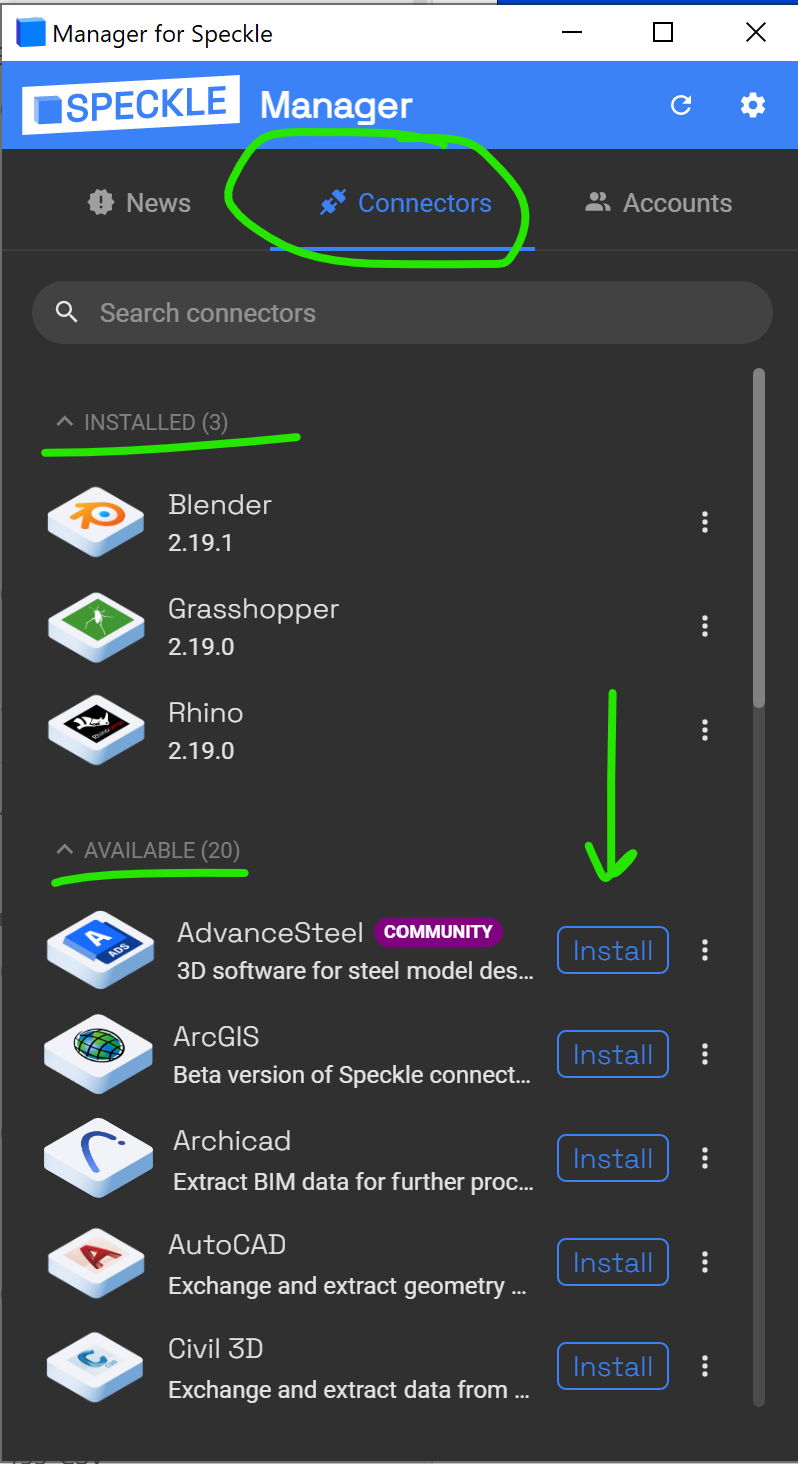 Manager for Speckle
SPECKLE Manager
News Connectors Accounts
Search connectors
INSTALLED (3)
Blender
2.19.1
Grasshopper
2.19.0
Rhino
2.19.0
AVAILABLE (20)
AdvanceSteel COMMUNITY
3D software for steel model des...
Install
A ADS
ArcGIS
Beta version of Speckle connect...
Install
Archicad
Extract BIM data for further proc...
Install
AutoCAD
Exchange and extract geometry ...
Install
Civil 3D
Exchange and extract data from ...
Install